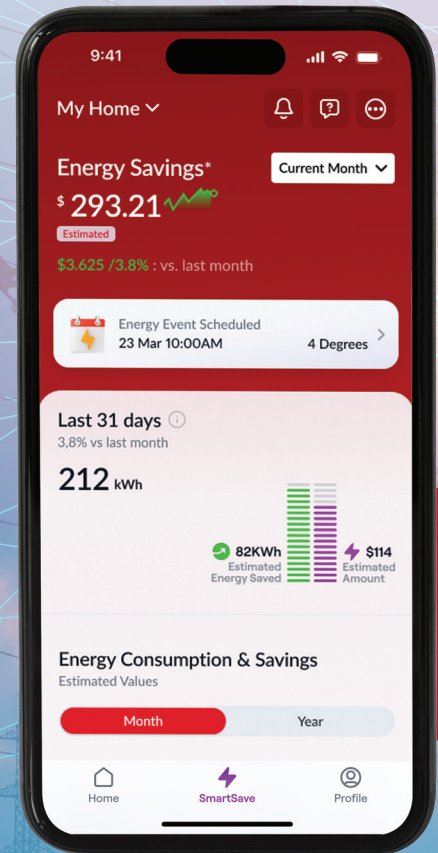 9:41
My Home
Energy Savings*
Current Month
$ 293.21
Estimated
$3.625 /3.8% : vs. last month
Energy Event Scheduled
23 Mar 10:00AM
4 Degrees
Last 31 days
3,8% vs last month
212 kWh
82KWh
Estimated
Energy Saved
$114
Estimated
Amount
Energy Consumption & Savings
Estimated Values
Month
Year
Home
SmartSave
Profile